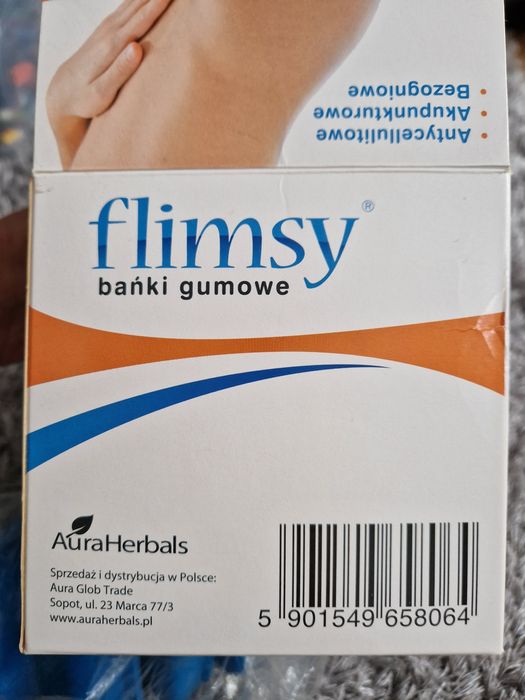 • Antycellulitowe
• Akupunkturowe
• Bezogniowe
flimsy®
bańki gumowe
AuraHerbals
Sprzedaż i dystrybucja w Polsce:
Aura Glob Trade
Sopot, ul. 23 Marca 77/3
www.auraherbals.pl
5 901549 658064